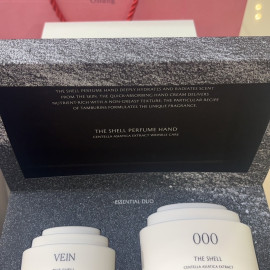 THE SHELL PERFUME HAND DEEPLY HYDRATES AND RADIATES SCENT
FROM THE SKIN. THE QUICK-ABSORBING HAND CREAM DELIVERS
NUTRIENT-RICH WITH A NON-GREASY TEXTURE. THE PARTICULAR RECIPE
OF TAMBURINS FORMULATES THE UNIQUE FRAGRANCE.
THE SHELL PERFUME HAND
CENTELLA ASIATICA EXTRACT WRINKLE CARE
ESSENTIAL DUO
VEIN
000
THE SHELL
CENTELLA ASIATICA EXTRACT